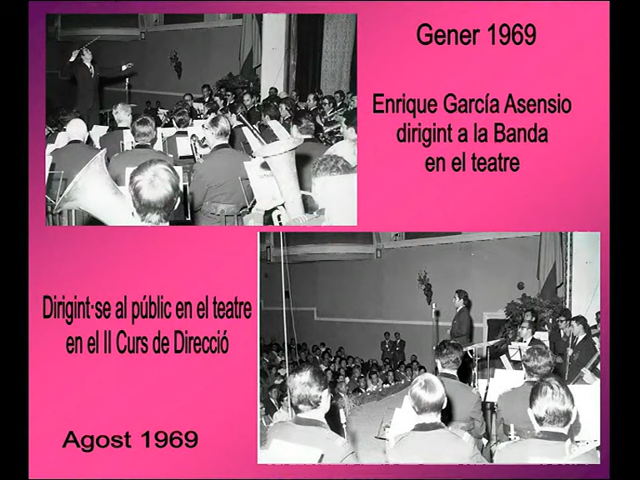 Gener 1969
Enrique García Asensio
dirigint a la Banda
en el teatre
Dirigint·se al públic en el teatre
en el II Curs de Direcció
Agost 1969